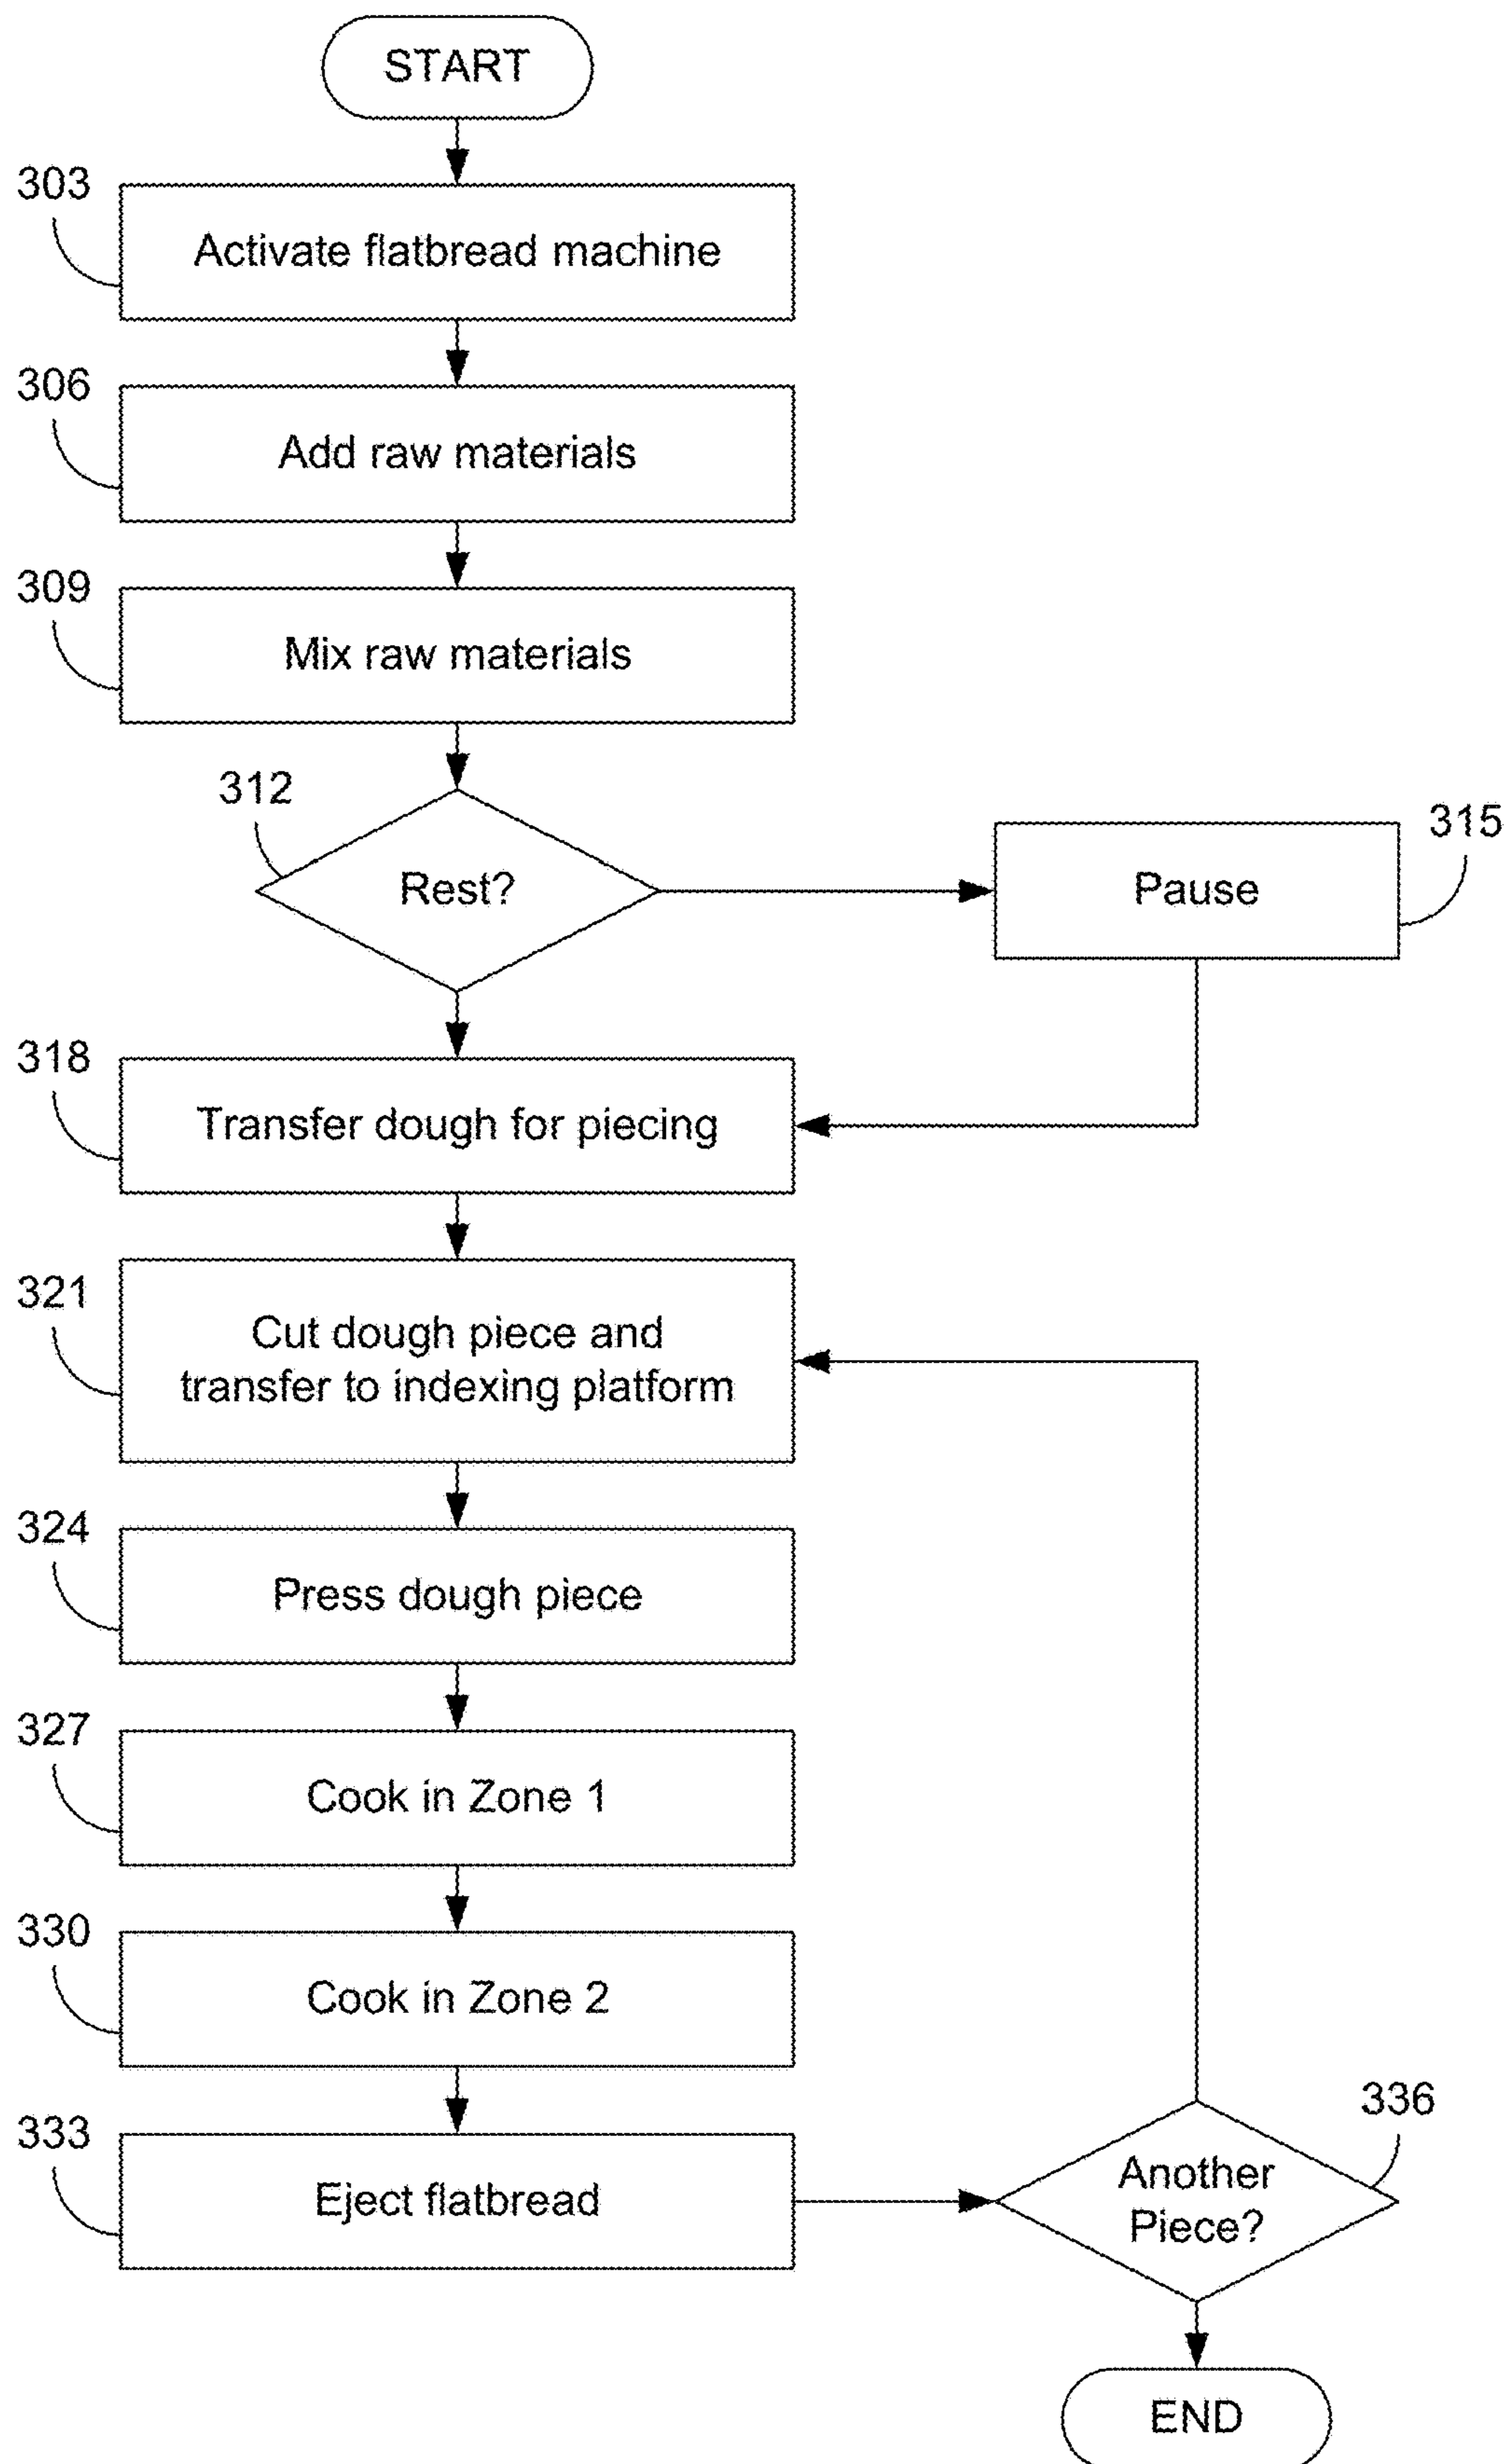 START
303
Activate flatbread machine
306
Add raw materials
309
Mix raw materials
312
Rest?
315
Pause
318
Transfer dough for piecing
321
Cut dough piece and
transfer to indexing platform
324
Press dough piece
327
Cook in Zone 1
330
Cook in Zone 2
333
Eject flatbread
336
Another
Piece?
END